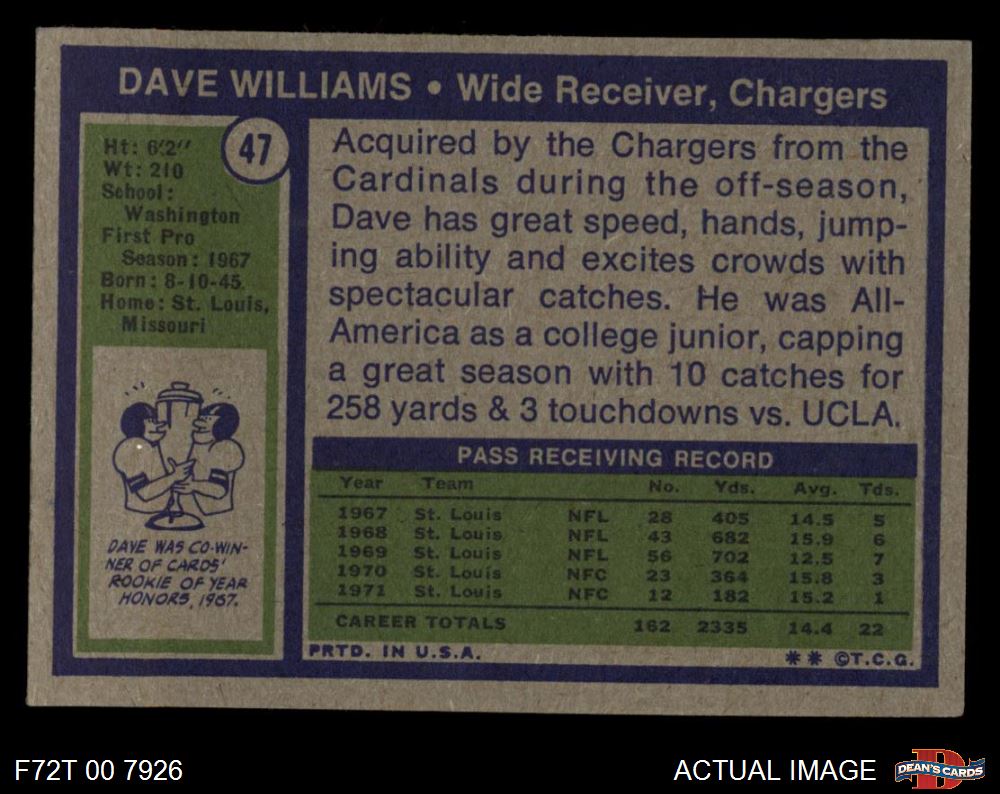 DAVE WILLIAMS • Wide Receiver, Chargers
47
Ht: 6'2"
Wt: 210
School:
Washington
First Pro
Season: 1967
Born: 8-10-45
Home: St. Louis,
Missouri
DAVE WAS CO-WIN-
NER OF CARDS'
ROOKIE OF YEAR
HONORS, 1967.
Acquired by the Chargers from the
Cardinals during the off-season,
Dave has great speed, hands, jump-
ing ability and excites crowds with
spectacular catches. He was All-
America as a college junior, capping
a great season with 10 catches for
258 yards & 3 touchdowns vs. UCLA.
PASS RECEIVING RECORD
Year Team No. Yds. Avg. Tds.
1967 St. Louis NFL 28 405 14.5 5
1968 St. Louis NFL 43 682 15.9 6
1969 St. Louis NFL 56 702 12.5 7
1970 St. Louis NFC 23 364 15.8 3
1971 St. Louis NFC 12 182 15.2 1
CAREER TOTALS 162 2335 14.4 22
PRTD. IN U.S.A. ** ©T.C.G.
F72T 00 7926 ACTUAL IMAGE DEAN'S CARDS